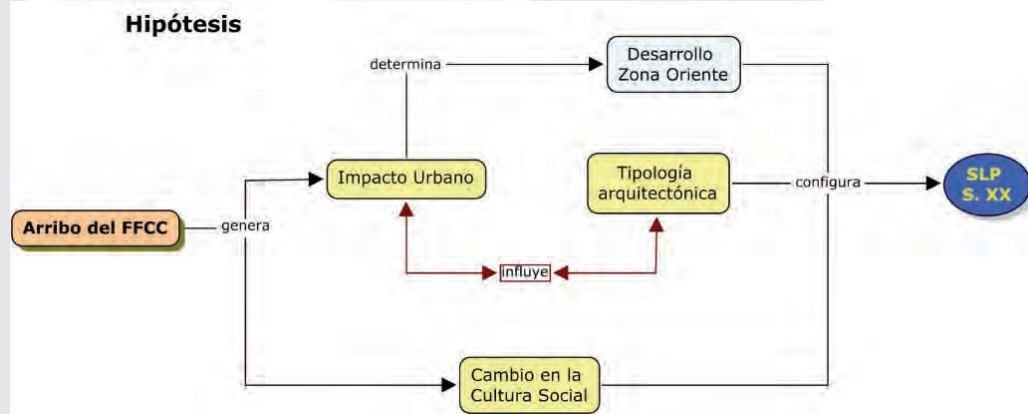 Hipótesis
determina
Desarrollo
Zona Oriente
Impacto Urbano
Tipología
arquitectónica
configura
SLP
S. XX
Arribo del FFCC
genera
influye
Cambio en la
Cultura Social